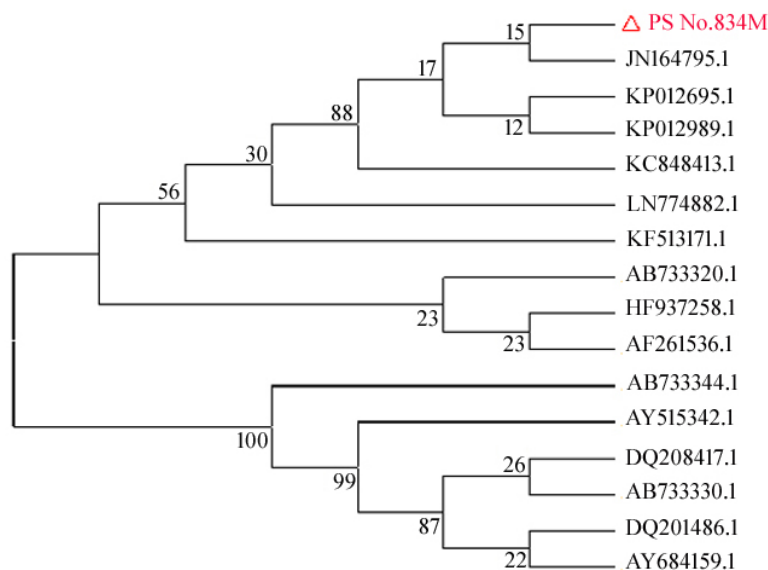 15 △ PS No.834M
JN164795.1
17
KP012695.1
12 KP012989.1
88
KC848413.1
30
LN774882.1
56
KF513171.1
AB733320.1
HF937258.1
23
23 AF261536.1
AB733344.1
100
AY515342.1
26 DQ208417.1
99
AB733330.1
87
DQ201486.1
22 AY684159.1